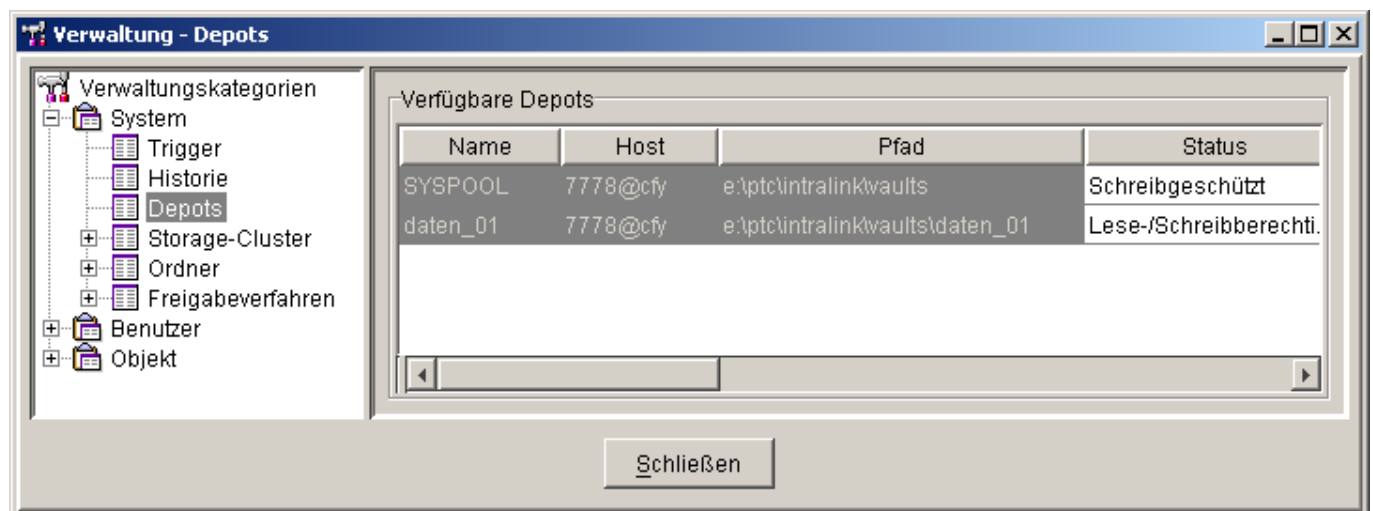 Verwaltung - Depots
Verwaltungskategorien
System
Trigger
Historie
Depots
Storage-Cluster
Ordner
Freigabeverfahren
Benutzer
Objekt
Verfügbare Depots
Name Host Pfad Status
SYSPOOL 7778@cfy e:\ptc\intralink\vaults Schreibgeschützt
daten_01 7778@cfy e:\ptc\intralink\vaults\daten_01 Lese-/Schreibberechti.
Schließen